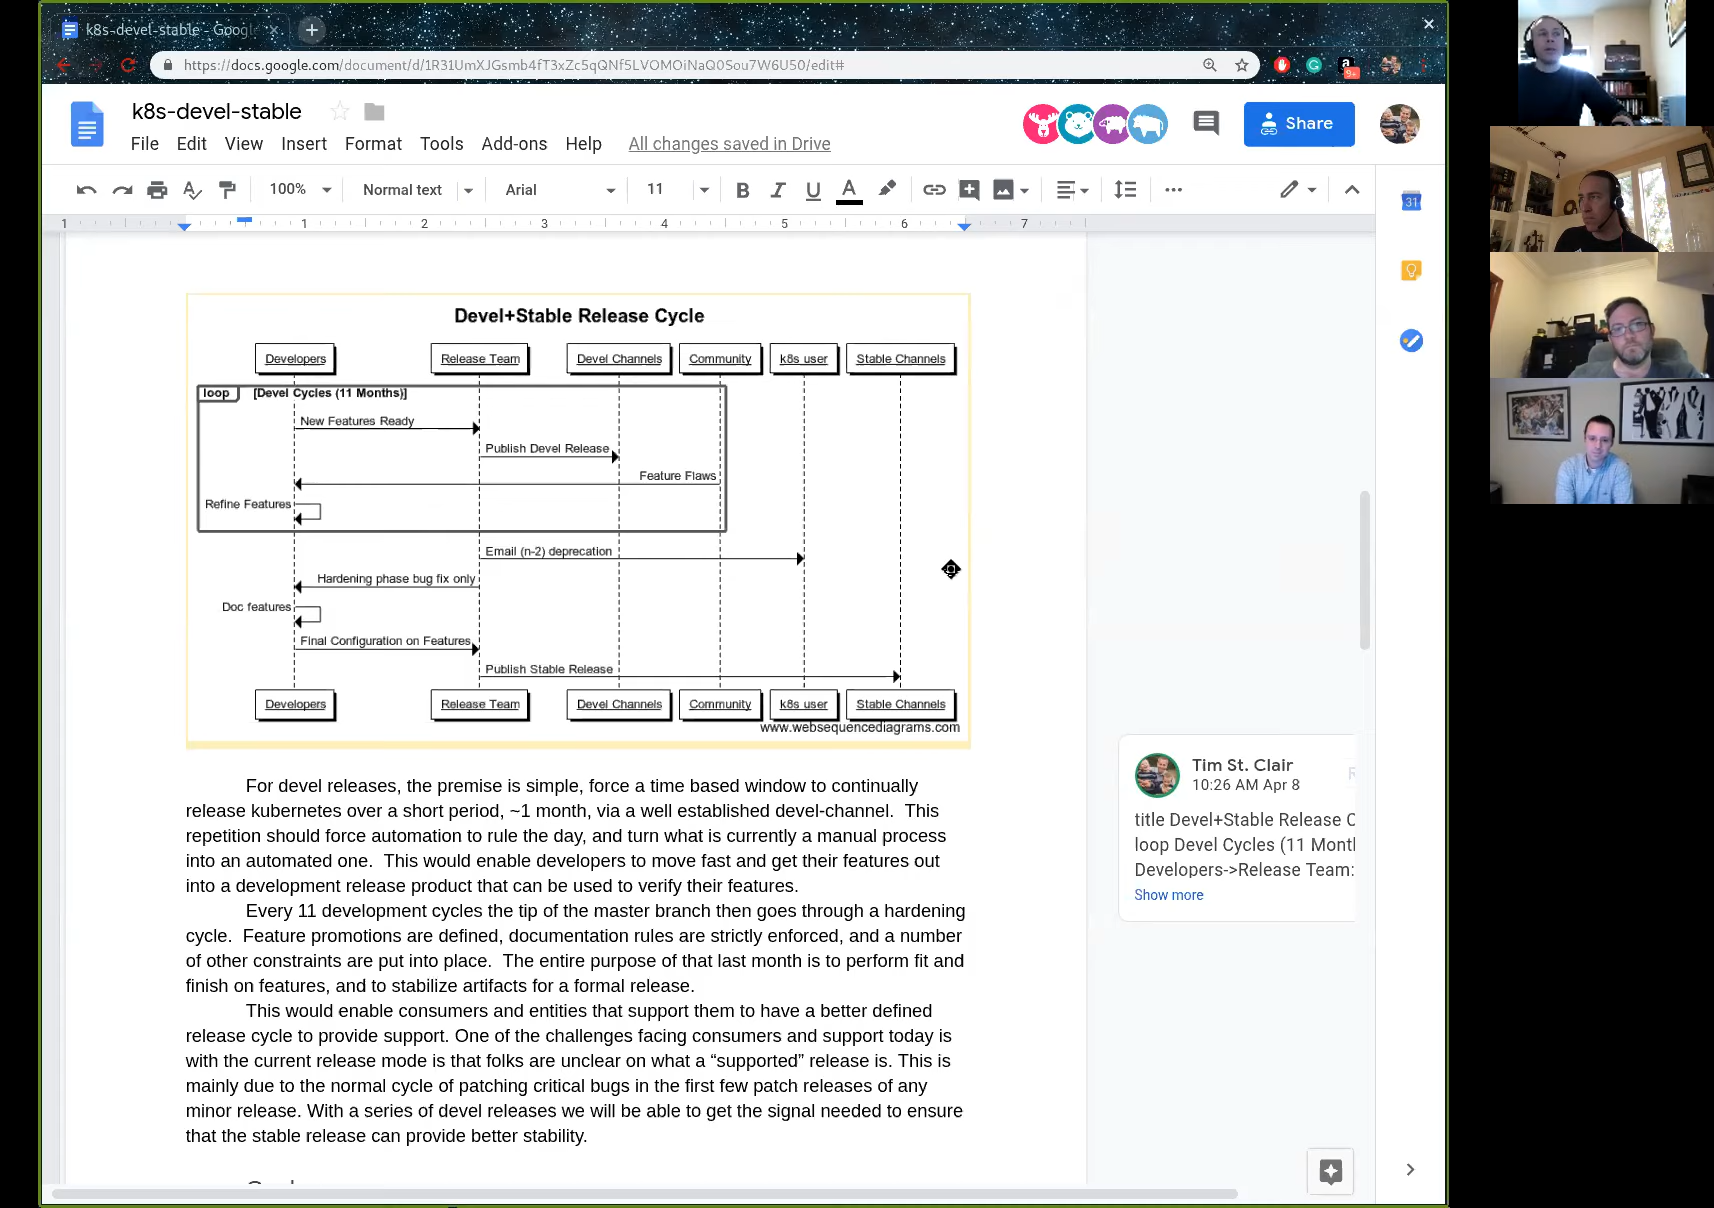 k8s-devel-stable - Googl
https://docs.google.com/document/d/1R31UmXJGsmb4fT3xZc5qQNf5LVOMOiNaQ0Sou7W6U50/edit#
9+
k8s-devel-stable
File Edit View Insert Format Tools Add-ons Help All changes saved in Drive
Share
100% Normal text Arial 11 B I U A
31
1 1 2 3 4 5 6 7
Devel+Stable Release Cycle
Developers Release Team Devel Channels Community k8s user Stable Channels
loop [Devel Cycles (11 Months)]
New Features Ready
Publish Devel Release
Feature Flaws
Refine Features
Email (n-2) deprecation
Hardening phase bug fix only
Doc features
Final Configuration on Features
Publish Stable Release
Developers Release Team Devel Channels Community k8s user Stable Channels
www.websequencediagrams.com
For devel releases, the premise is simple, force a time based window to continually
release kubernetes over a short period, ~1 month, via a well established devel-channel.  This
repetition should force automation to rule the day, and turn what is currently a manual process
into an automated one.  This would enable developers to move fast and get their features out
into a development release product that can be used to verify their features.
Every 11 development cycles the tip of the master branch then goes through a hardening
cycle.  Feature promotions are defined, documentation rules are strictly enforced, and a number
of other constraints are put into place.  The entire purpose of that last month is to perform fit and
finish on features, and to stabilize artifacts for a formal release.
This would enable consumers and entities that support them to have a better defined
release cycle to provide support. One of the challenges facing consumers and support today is
with the current release mode is that folks are unclear on what a “supported” release is. This is
mainly due to the normal cycle of patching critical bugs in the first few patch releases of any
minor release. With a series of devel releases we will be able to get the signal needed to ensure
that the stable release can provide better stability.
Tim St. Clair
10:26 AM Apr 8
title Devel+Stable Release C
loop Devel Cycles (11 Montl
Developers->Release Team:
Show more